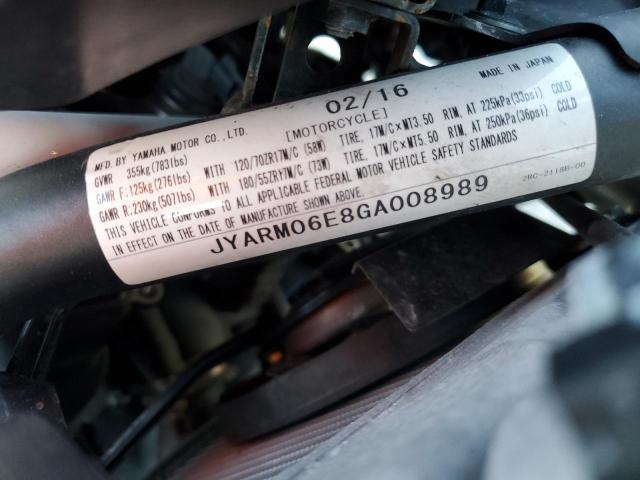 02/16
MADE IN JAPAN
MFD. BY YAMAHA MOTOR CO., LTD.
[MOTORCYCLE]
GVWR 355kg(783lbs)
GAWR F:125kg(276lbs) WITH 120/70ZR17M/C (58W) TIRE, 17M/C×MT3.50 RIM, AT 225kPa(33psi) COLD
GAWR R:230kg(507lbs) WITH 180/55ZR17M/C (73W) TIRE, 17M/C×MT5.50 RIM, AT 250kPa(36psi) COLD
THIS VEHICLE CONFORMS TO ALL APPLICABLE FEDERAL MOTOR VEHICLE SAFETY STANDARDS
IN EFFECT ON THE DATE OF MANUFACTURE SHOWN ABOVE.
JYARM06E8GA008989
2RC-2118B-00